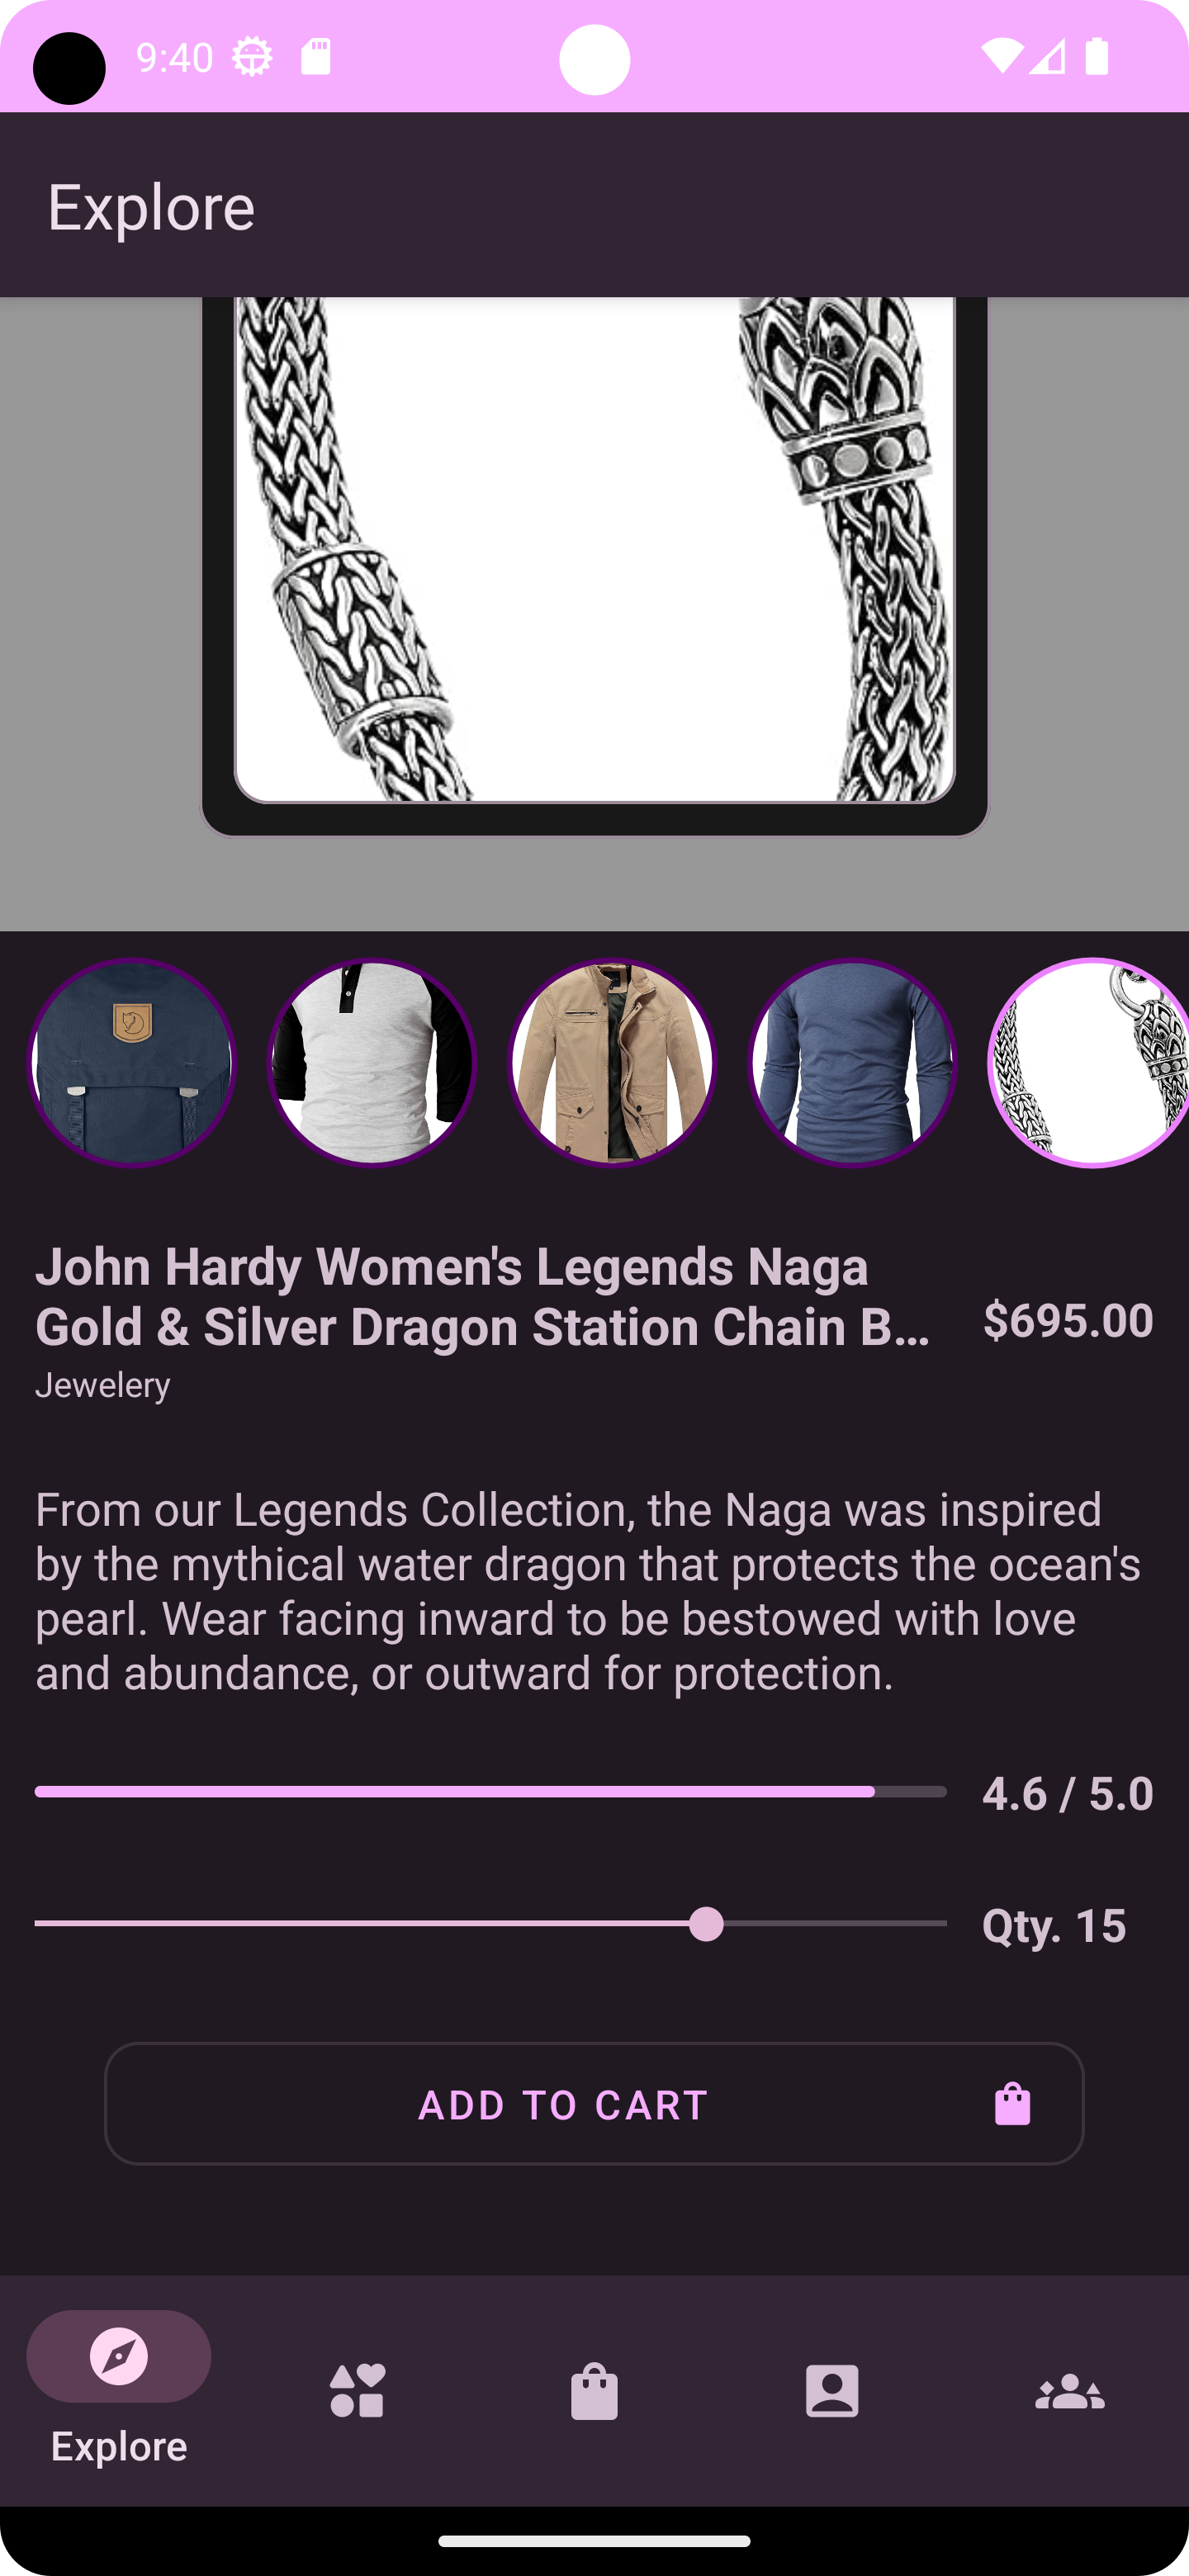 9:40
Explore
John Hardy Women's Legends Naga
Gold & Silver Dragon Station Chain B...
$695.00
Jewelery
From our Legends Collection, the Naga was inspired
by the mythical water dragon that protects the ocean's
pearl. Wear facing inward to be bestowed with love
and abundance, or outward for protection.
4.6 / 5.0
Qty. 15
ADD TO CART
Explore